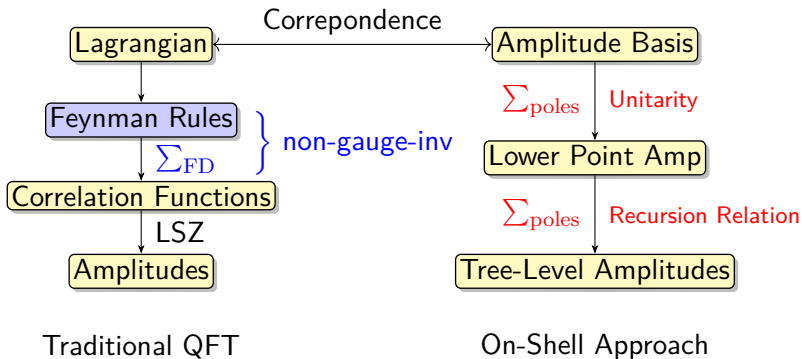 Correpondence
Lagrangian
Amplitude Basis
∑poles Unitarity
Feynman Rules
non-gauge-inv
∑FD
Lower Point Amp
Correlation Functions
∑poles Recursion Relation
LSZ
Amplitudes
Tree-Level Amplitudes
Traditional QFT
On-Shell Approach